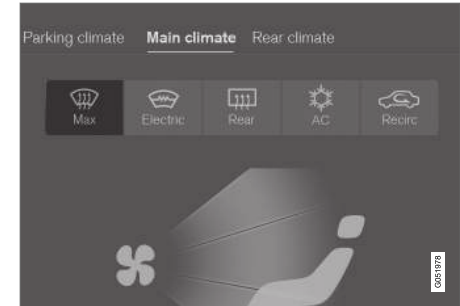 Parking climate Main climate Rear climate
Max Electric Rear AC Recirc
G051978